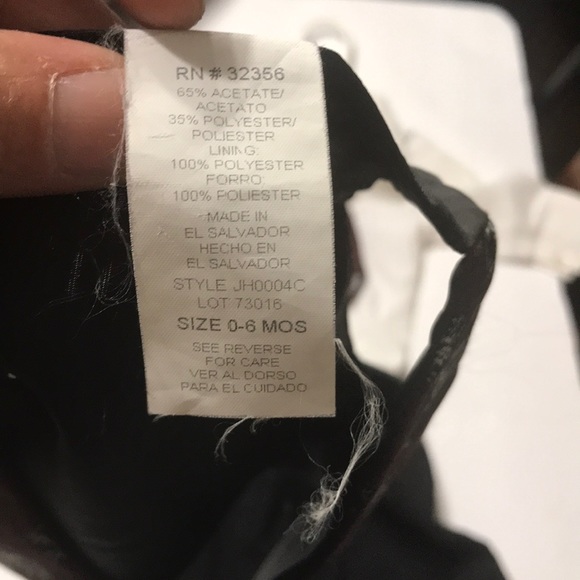 RN # 32356
65% ACETATE/
ACETATO
35% POLYESTER/
POLIESTER
LINING:
100% POLYESTER
FORRO:
100% POLIESTER
MADE IN
EL SALVADOR
HECHO EN
EL SALVADOR
STYLE JH0004C
LOT 73016
SIZE 0-6 MOS
SEE REVERSE
FOR CARE
VER AL DORSO
PARA EL CUIDADO